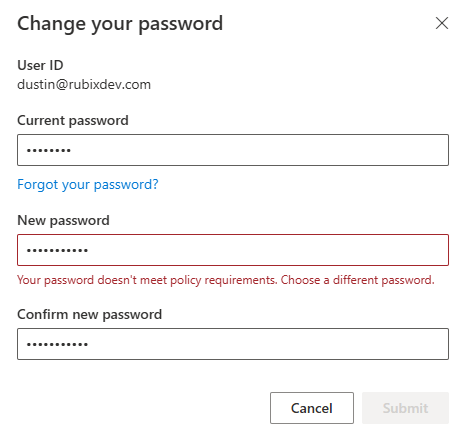 Change your password
User ID
dustin@rubixdev.com
Current password
••••••••
Forgot your password?
New password
•••••••••••
Your password doesn't meet policy requirements. Choose a different password.
Confirm new password
•••••••••••
Cancel
Submit